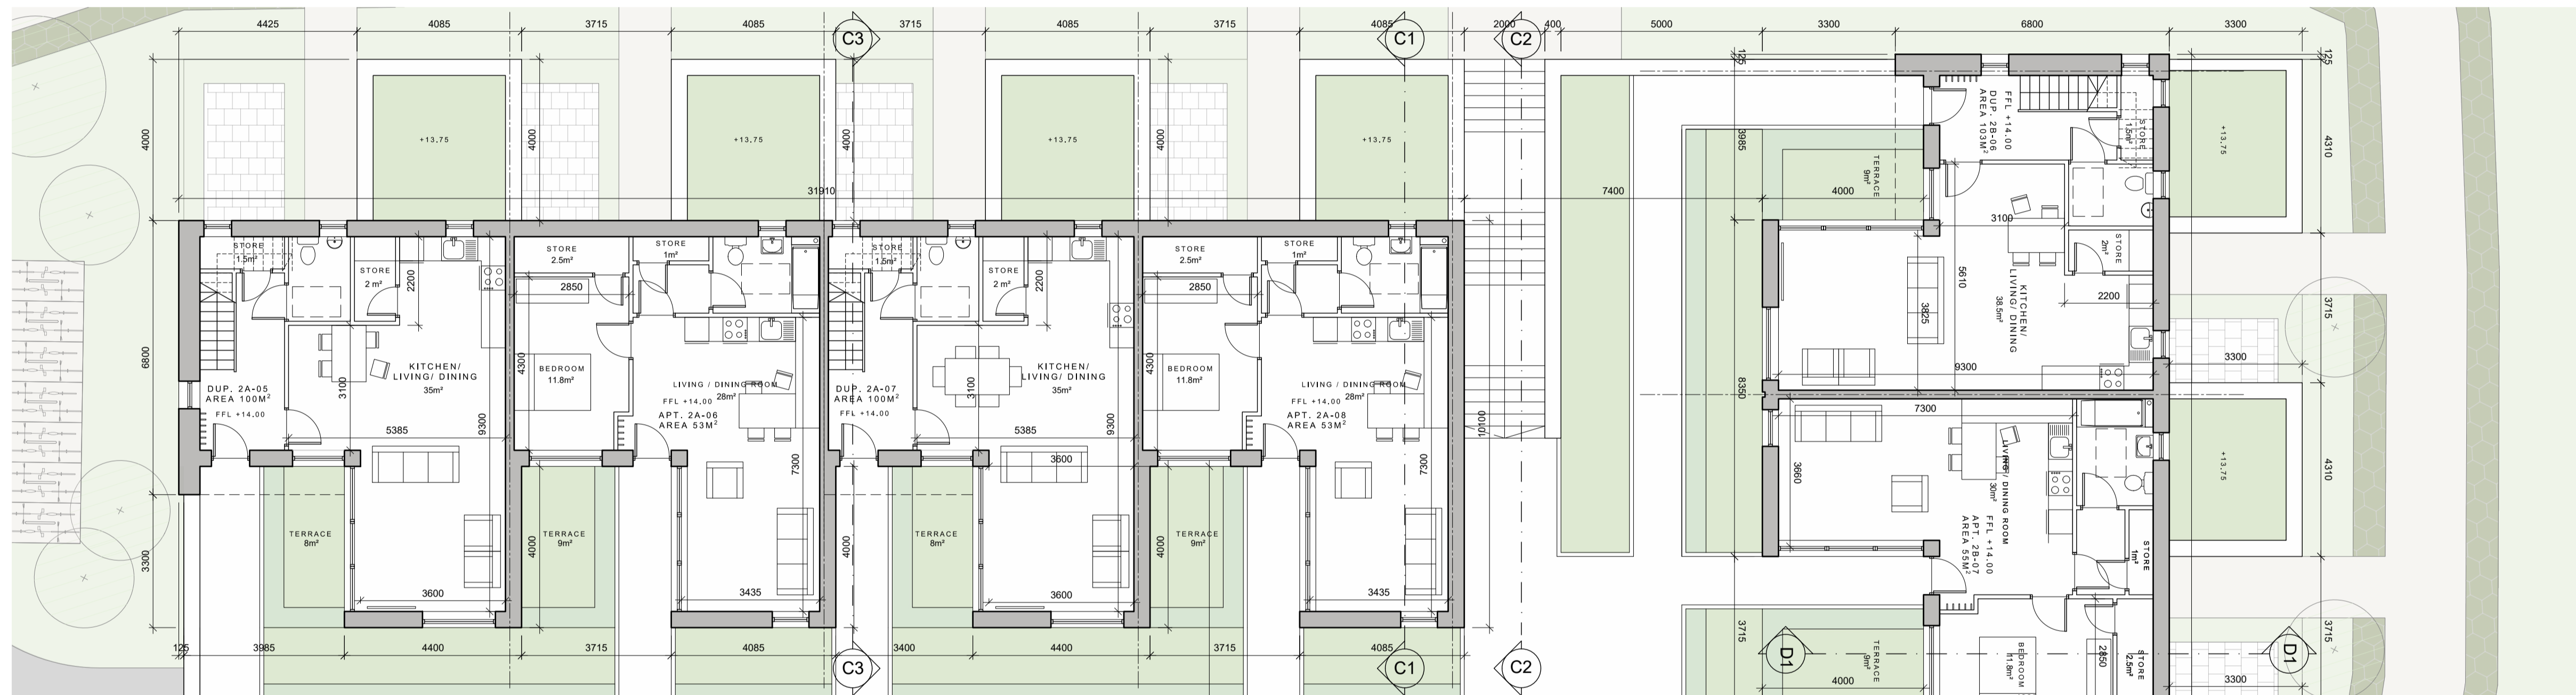 4425
4085
3715
4085
3715
4085
3715
4085
2000
400
5000
3300
6800
3300
C3
C1
C2
125
125
4000
4000
4000
4000
+13,75
+13,75
+13,75
+13,75
31910
7400
3985
TERRACE
9m²
4000
FFL +14.00
DUP. 2B-06
AREA 103M²
STORE
1.5m²
+13,75
4310
3100
STORE
2m²
5610
3825
KITCHEN/
LIVING/ DINING
38.5m²
2200
3715
3300
9300
8350
6800
STORE
1.5m²
STORE
2 m²
2200
STORE
2.5m²
STORE
1m²
2850
STORE
1.5m²
STORE
2 m²
2200
STORE
2.5m²
STORE
1m²
2850
DUP. 2A-05
AREA 100M²
FFL +14.00
3100
KITCHEN/
LIVING/ DINING
35m²
4300
BEDROOM
11.8m²
LIVING / DINING ROOM
28m²
FFL +14.00
APT. 2A-06
AREA 53M²
DUP. 2A-07
AREA 100M²
FFL +14.00
3100
KITCHEN/
LIVING/ DINING
35m²
4300
BEDROOM
11.8m²
LIVING / DINING ROOM
28m²
FFL +14.00
APT. 2A-08
AREA 53M²
10100
5385
9300
5385
9300
3600
7300
7300
7300
3660
LIVING/ DINING ROOM
30m²
FFL +14.00
APT. 2B-07
AREA 55M²
STORE
1m²
+13,75
4310
3300
TERRACE
8m²
TERRACE
9m²
4000
4000
TERRACE
8m²
TERRACE
9m²
4000
3600
3435
3600
3435
125
3985
4400
3715
4085
3400
4400
3715
4085
C3
C1
C2
3715
TERRACE
9m²
4000
D1
BEDROOM
11.8m²
2850
STORE
2.5m²
3715
D1
3300